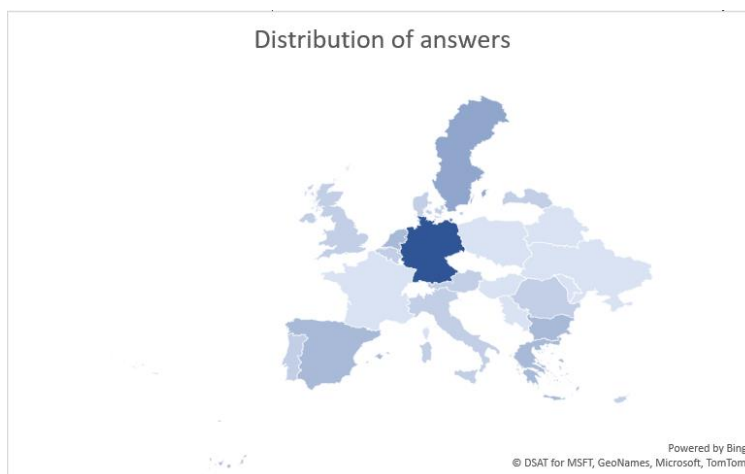 Distribution of answers
Powered by Bing
© DSAT for MSFT, GeoNames, Microsoft, TomTom